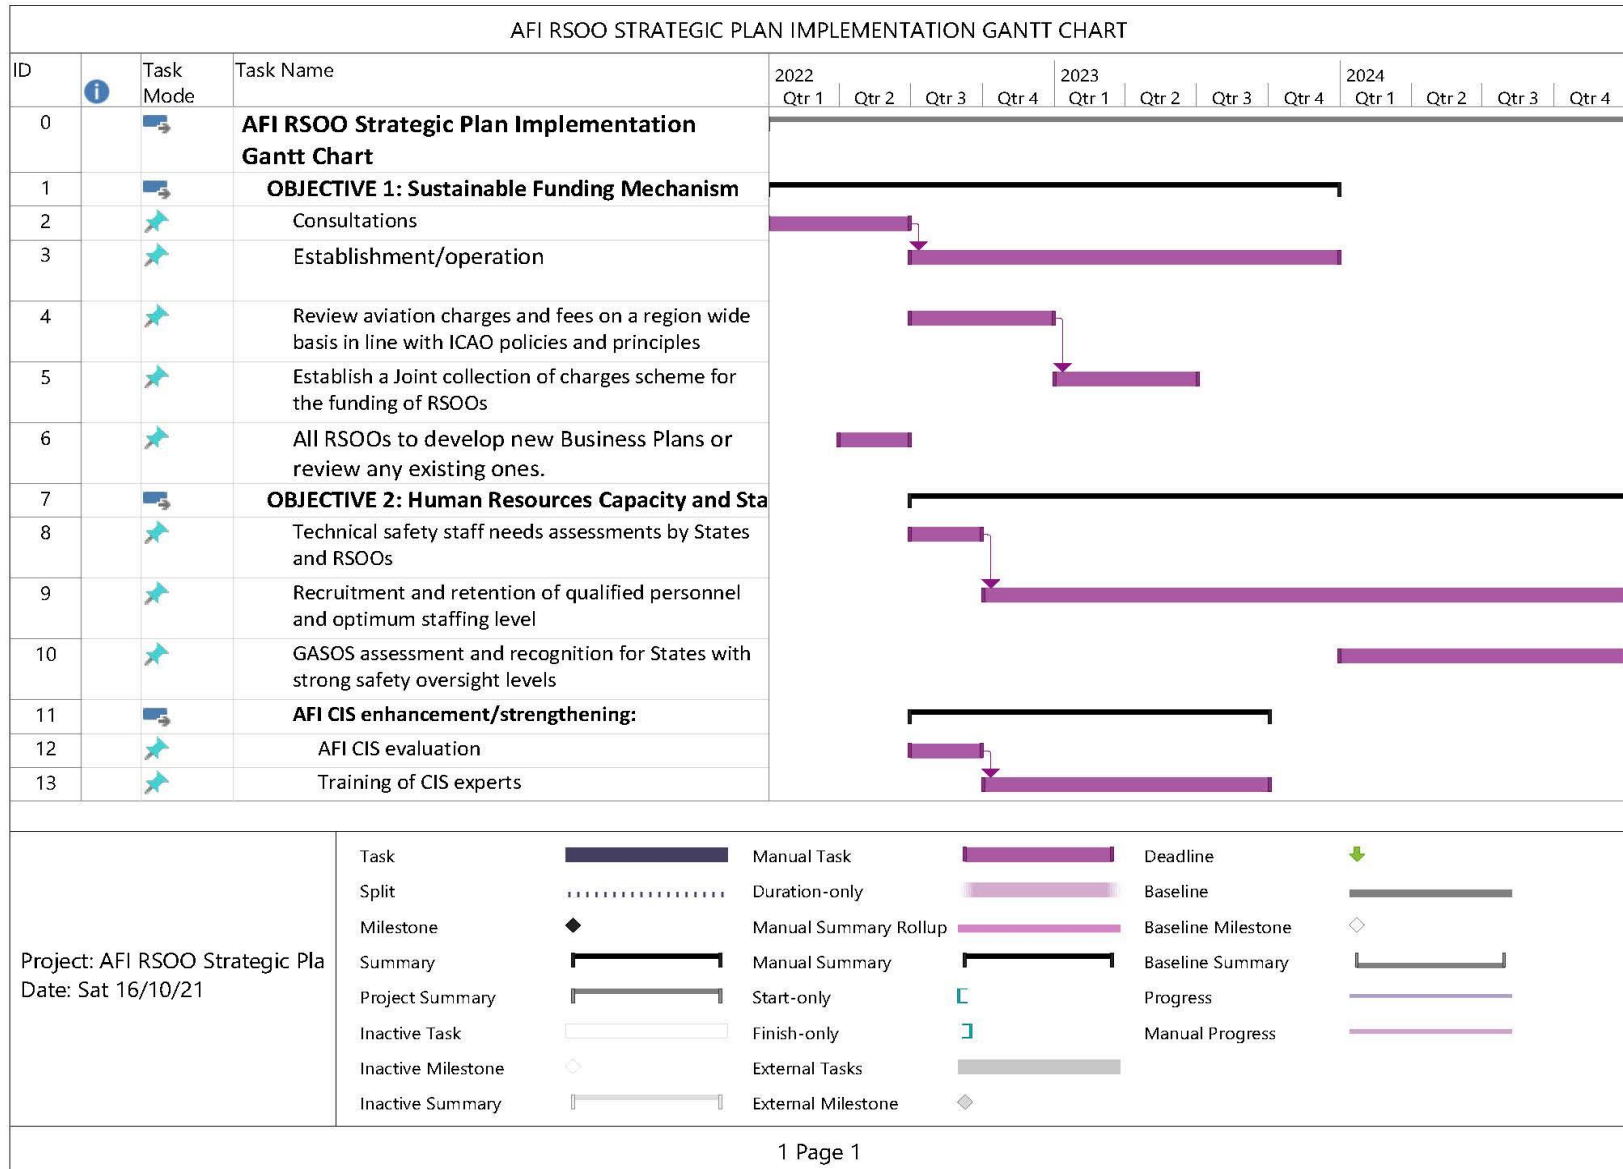 AFI RSOO STRATEGIC PLAN IMPLEMENTATION GANTT CHART
ID
Task
Mode
Task Name
2022
2023
2024
Qtr 1
Qtr 2
Qtr 3
Qtr 4
Qtr 1
Qtr 2
Qtr 3
Qtr 4
Qtr 1
Qtr 2
Qtr 3
Qtr 4
0
AFI RSOO Strategic Plan Implementation
Gantt Chart
1
OBJECTIVE 1: Sustainable Funding Mechanism
2
Consultations
3
Establishment/operation
4
Review aviation charges and fees on a region wide
basis in line with ICAO policies and principles
5
Establish a Joint collection of charges scheme for
the funding of RSOOs
6
All RSOOs to develop new Business Plans or
review any existing ones.
7
OBJECTIVE 2: Human Resources Capacity and Sta
8
Technical safety staff needs assessments by States
and RSOOs
9
Recruitment and retention of qualified personnel
and optimum staffing level
10
GASOS assessment and recognition for States with
strong safety oversight levels
11
AFI CIS enhancement/strengthening:
12
AFI CIS evaluation
13
Training of CIS experts
Project: AFI RSOO Strategic Pla
Date: Sat 16/10/21
Task
Split
Milestone
Summary
Project Summary
Inactive Task
Inactive Milestone
Inactive Summary
Manual Task
Duration-only
Manual Summary Rollup
Manual Summary
Start-only
Finish-only
External Tasks
External Milestone
Deadline
Baseline
Baseline Milestone
Baseline Summary
Progress
Manual Progress
1 Page 1